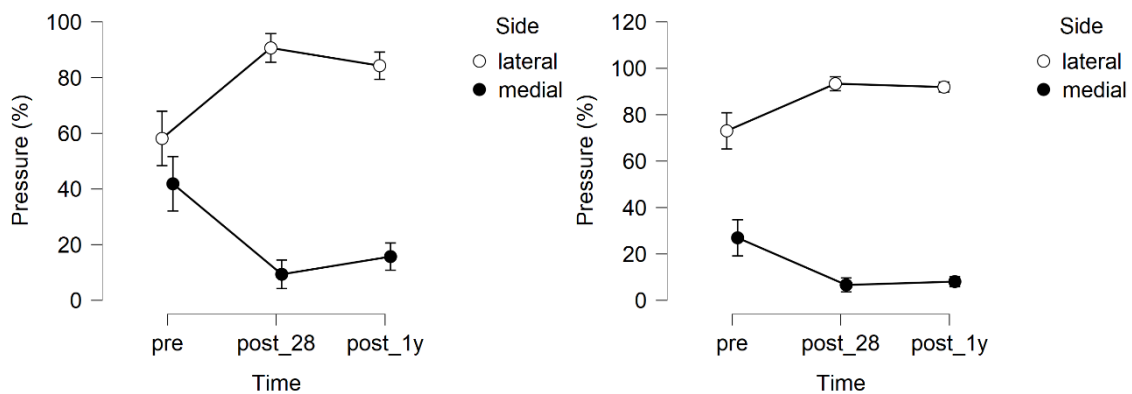 100
80
60
40
20
0
Pressure (%)
pre
post_28
post_1y
Time
Side
lateral
medial
120
100
80
60
40
20
0
Pressure (%)
pre
post_28
post_1y
Time
Side
lateral
medial